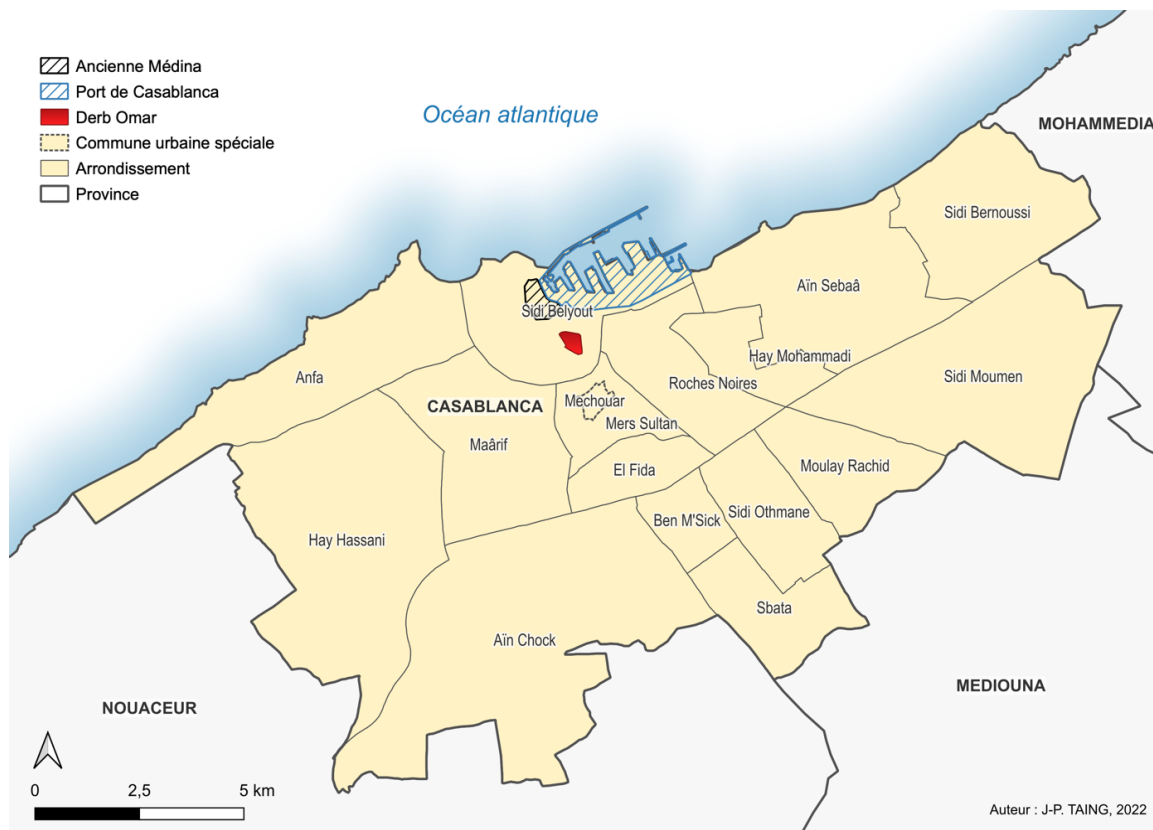 Ancienne Médina
Port de Casablanca
Derb Omar
Commune urbaine spéciale
Arrondissement
Province
Océan atlantique
MOHAMMEDIA
Sidi Bernoussi
Aïn Sebaâ
Sidi Belyout
Hay Mohammadi
Anfa
Roches Noires
Sidi Moumen
CASABLANCA
Mechouar
Mers Sultan
Maârif
El Fida
Moulay Rachid
Ben M'Sick
Sidi Othmane
Hay Hassani
Sbata
Aïn Chock
MEDIOUNA
NOUACEUR
0 2,5 5 km
Auteur : J-P. TAING, 2022